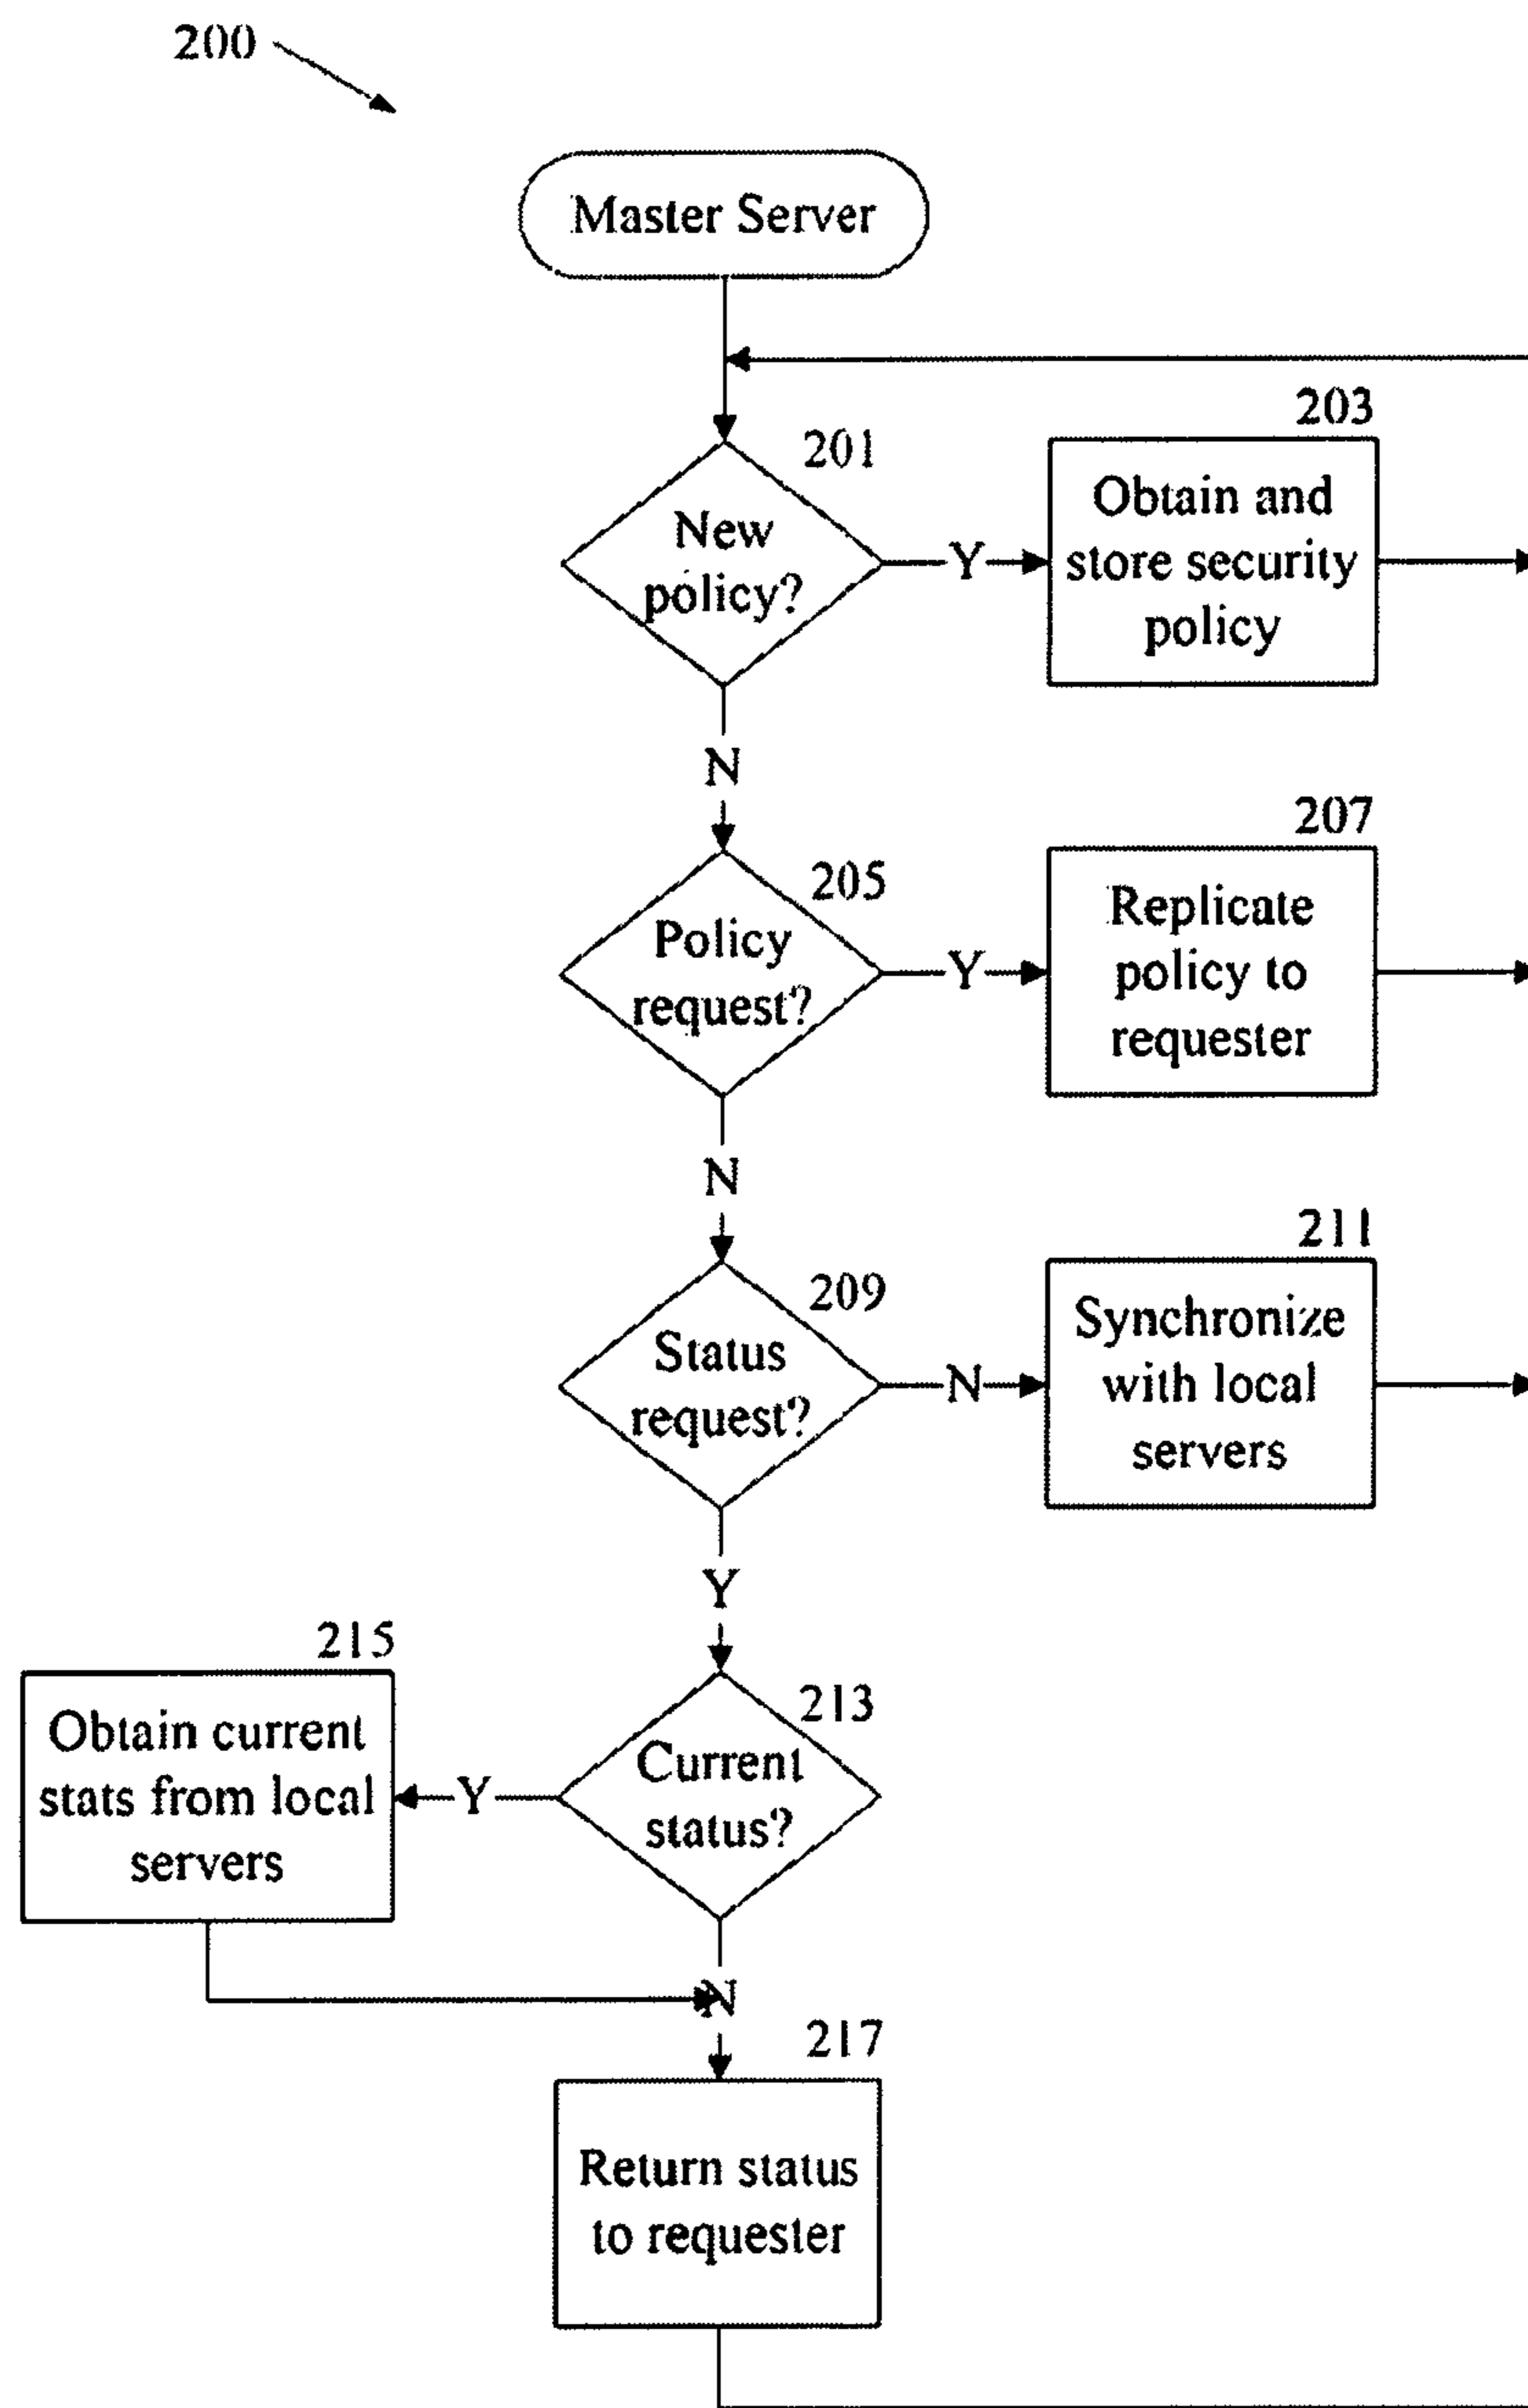 200
Master Server
201
New
policy?
Y
203
Obtain and
store security
policy
N
205
Policy
request?
Y
207
Replicate
policy to
requester
N
209
Status
request?
N
211
Synchronize
with local
servers
Y
213
Current
status?
Y
215
Obtain current
stats from local
servers
N
217
Return status
to requester